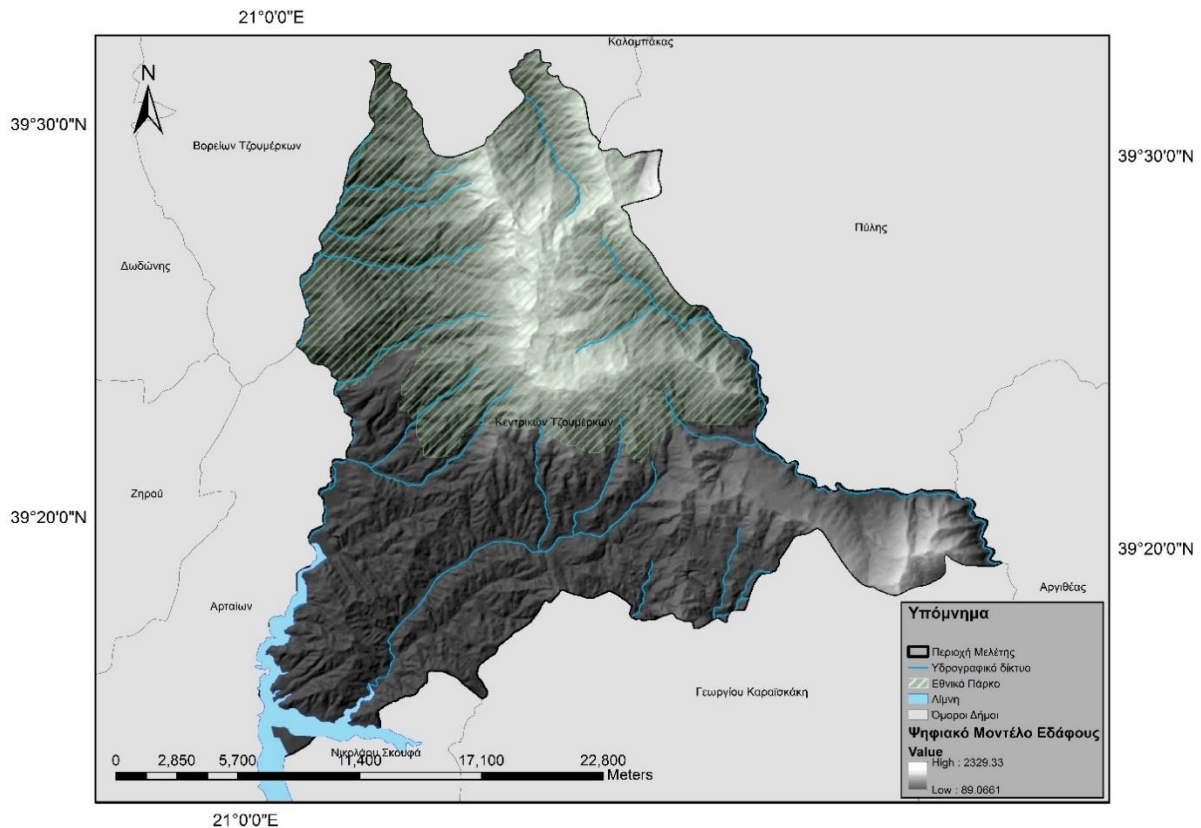 21°0'0"E
Καλαμπάκας
N
39°30'0"N
Βορείων Τζουμέρκων
39°30'0"N
Πύλης
Δωδώνης
Κεντρικών Τζουμέρκων
Ζηρού
39°20'0"N
39°20'0"N
Αργιθέας
Αρταίων
Γεωργίου Καραϊσκάκη
Υπόμνημα
Περιοχή Μελέτης
Υδρογραφικό δίκτυο
Εθνικό Πάρκο
Λίμνη
Όμοροι Δήμοι
Ψηφιακό Μοντέλο Εδάφους
Value
High : 2329.33
Low : 89.0661
Νικολάου Σκουφά
0 2,850 5,700 11,400 17,100 22,800
Meters
21°0'0"E